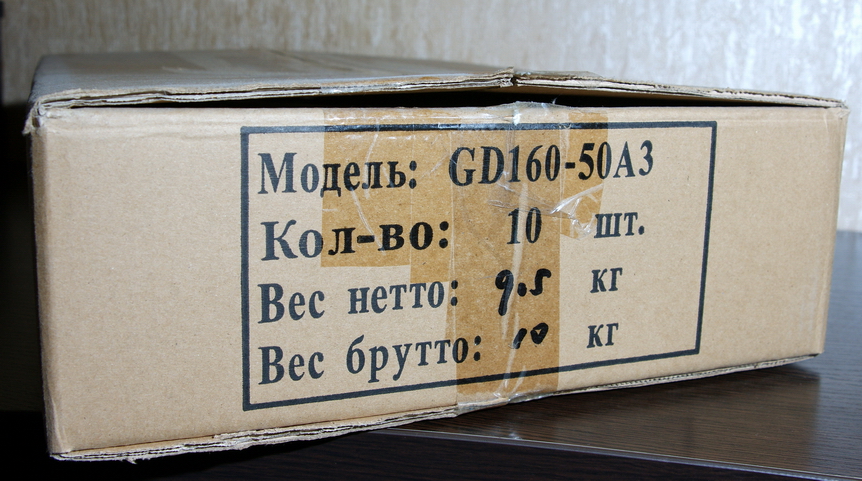 Модель: GD160-50A3
Кол-во: 10 шт.
Вес нетто: 9.5 кг
Вес брутто: 10 кг